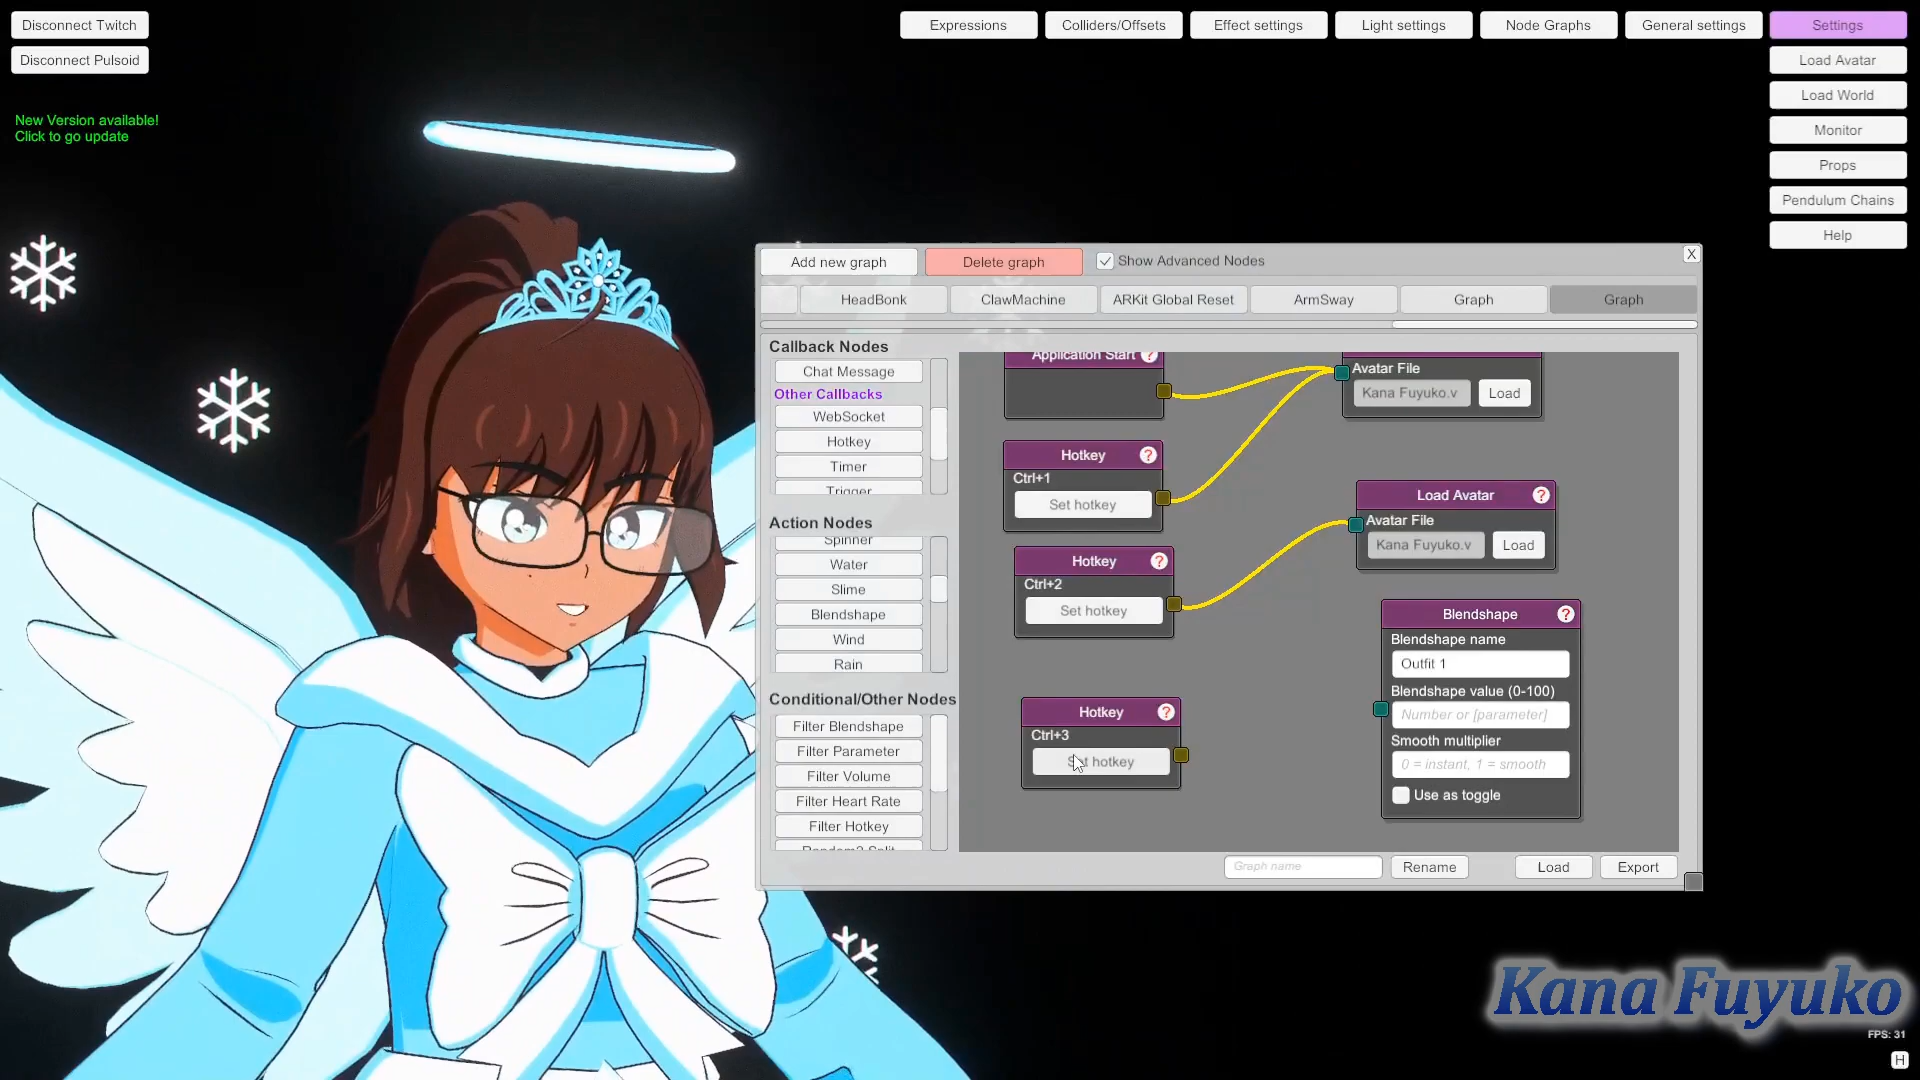 Disconnect Twitch
Disconnect Pulsoid
New Version available!
Click to go update
Expressions
Colliders/Offsets
Effect settings
Light settings
Node Graphs
General settings
Settings
Load Avatar
Load World
Monitor
Props
Pendulum Chains
Help
Add new graph
Delete graph
Show Advanced Nodes
X
HeadBonk
ClawMachine
ARKit Global Reset
ArmSway
Graph
Graph
Callback Nodes
Chat Message
Other Callbacks
WebSocket
Hotkey
Timer
Trigger
Action Nodes
Spinner
Water
Slime
Blendshape
Wind
Rain
Conditional/Other Nodes
Filter Blendshape
Filter Parameter
Filter Volume
Filter Heart Rate
Filter Hotkey
Random2 Split
Application Start ?
Avatar File
Kana Fuyuko.v
Load
Hotkey ?
Ctrl+1
Set hotkey
Hotkey ?
Ctrl+2
Set hotkey
Load Avatar ?
Avatar File
Kana Fuyuko.v
Load
Hotkey ?
Ctrl+3
Set hotkey
Blendshape ?
Blendshape name
Outfit 1
Blendshape value (0-100)
Number or [parameter]
Smooth multiplier
0 = instant, 1 = smooth
Use as toggle
Graph name
Rename
Load
Export
Kana Fuyuko
FPS: 31
H